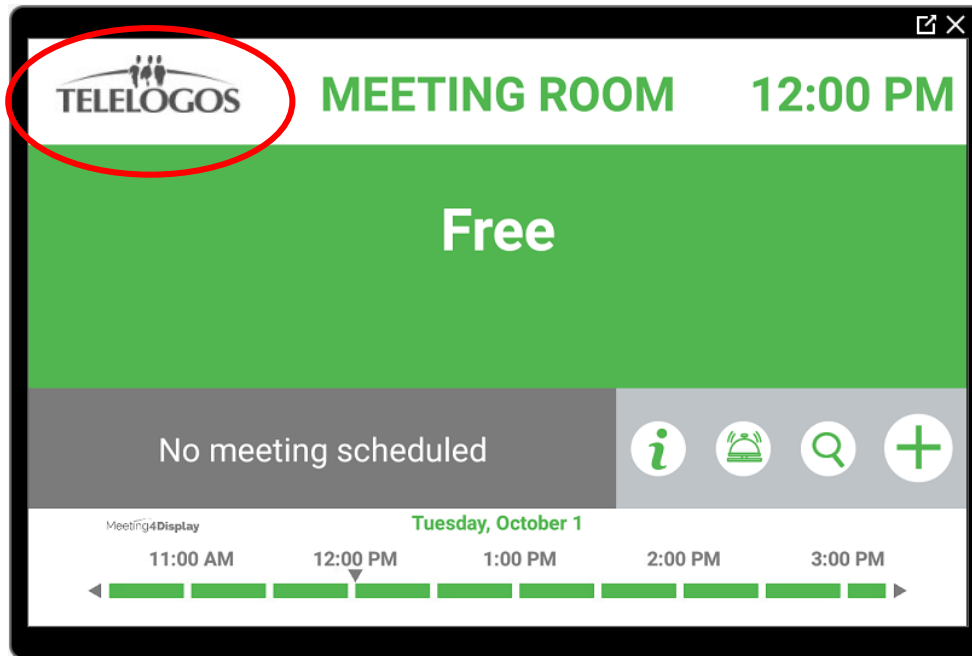 TELELOGOS MEETING ROOM 12:00 PM
Free
No meeting scheduled
Meeting4Display Tuesday, October 1
11:00 AM 12:00 PM 1:00 PM 2:00 PM 3:00 PM